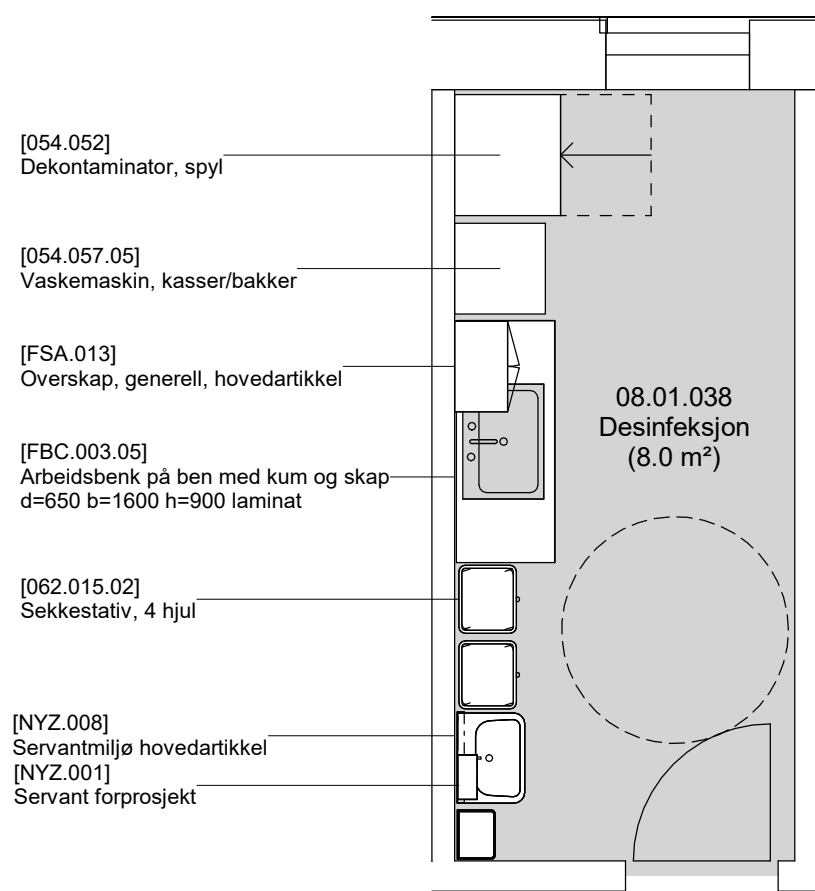 [054.052]
Dekontaminator, spyl
[054.057.05]
Vaskemaskin, kasser/bakker
[FSA.013]
Overskap, generell, hovedartikkel
[FBC.003.05]
Arbeidsbenk på ben med kum og skap
d=650 b=1600 h=900 laminat
[062.015.02]
Sekkestativ, 4 hjul
[NYZ.008]
Servantmiljø hovedartikkel
[NYZ.001]
Servant forprosjekt
08.01.038
Desinfeksjon
(8.0 m²)